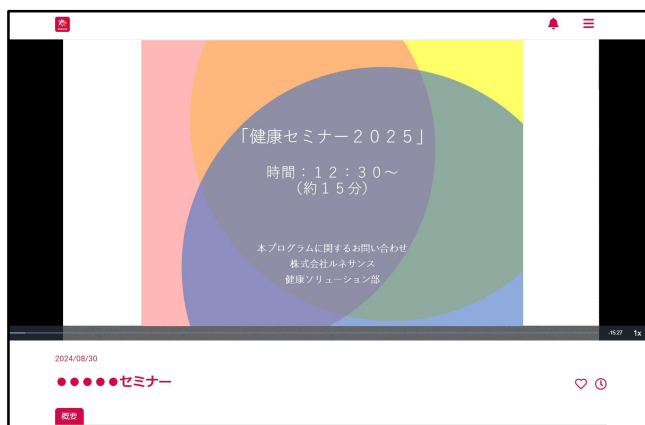 「健康セミナー２０２５」
時間：１２：３０～
（約１５分）
本プログラムに関するお問い合わせ
株式会社ルネサンス
健康ソリューション部
-15:27 1x
2024/08/30
●●●●●セミナー
概要